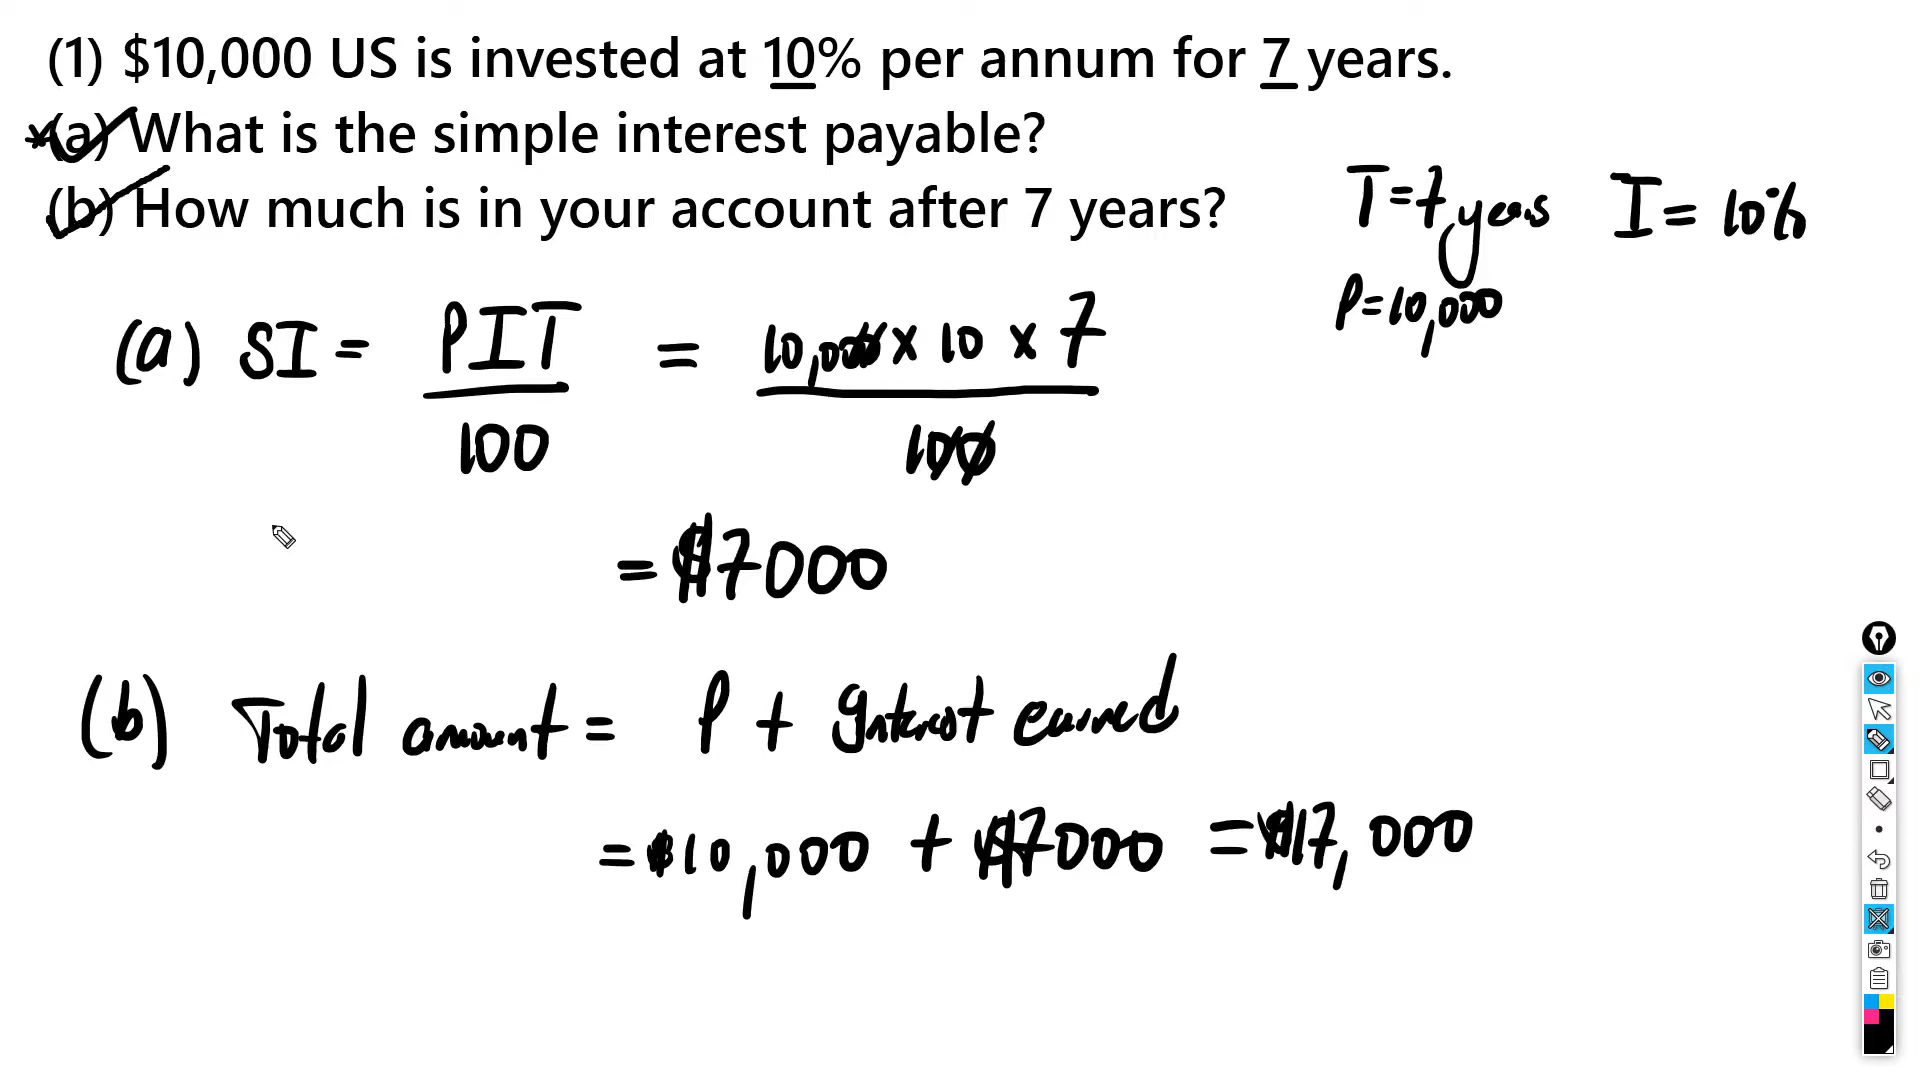 (1) $10,000 US is invested at 10% per annum for 7 years.
(a) What is the simple interest payable?
(b) How much is in your account after 7 years?
T = 7 years I = 10%
P = 10,000
(a) SI = PIT / 100 = 10,000 x 10 x 7 / 100
= $7000
(b) Total amount = P + Interest earned
= $10,000 + $7000 = $17,000